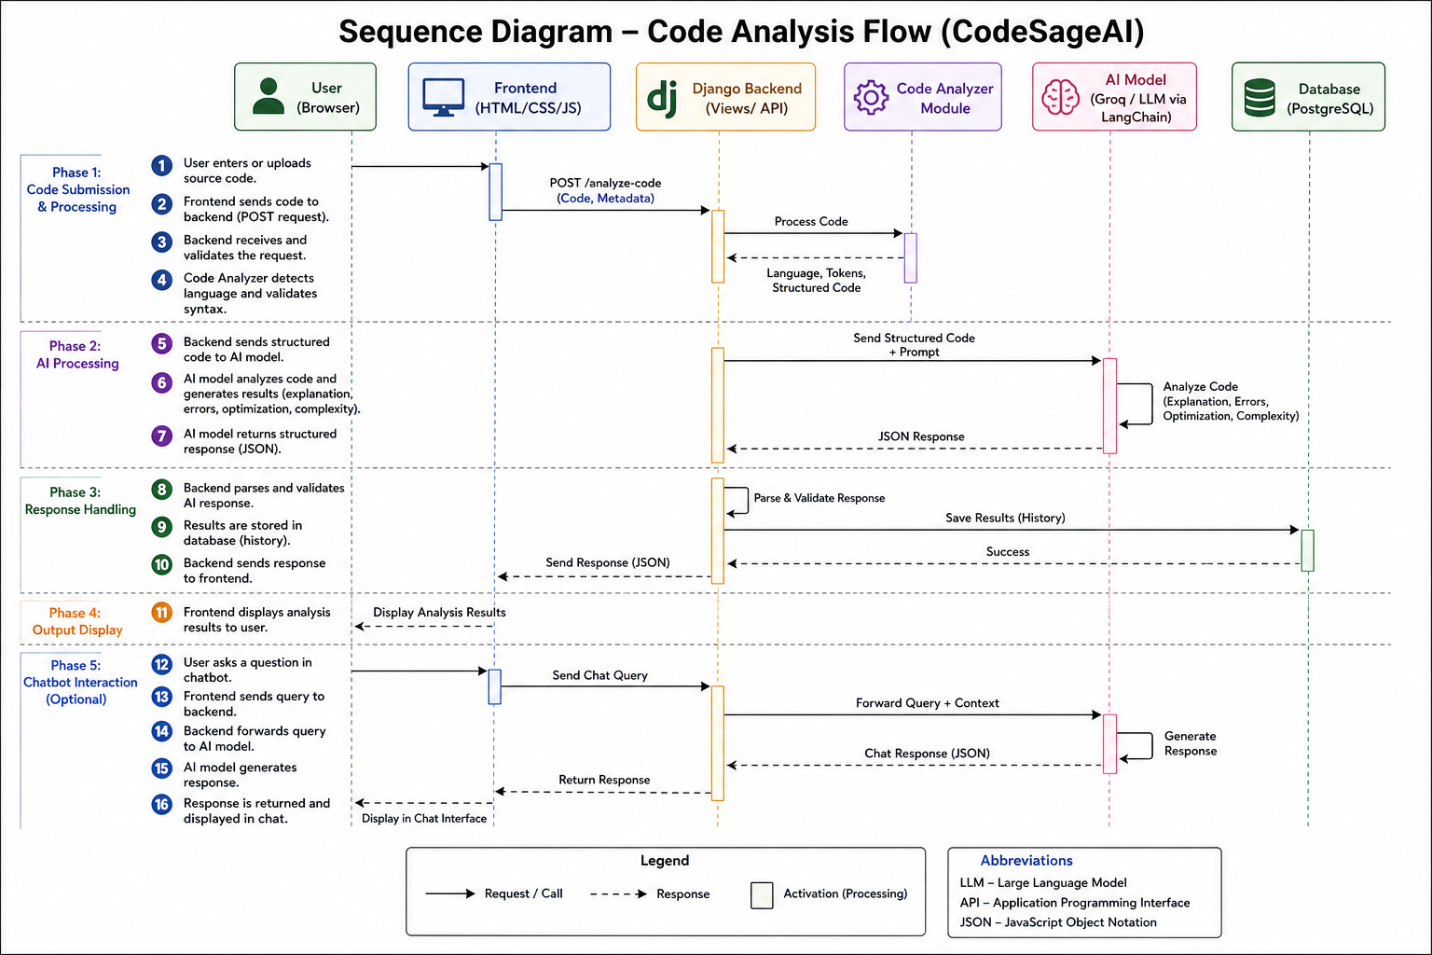 Sequence Diagram – Code Analysis Flow (CodeSageAI)
User
(Browser)
Frontend
(HTML/CSS/JS)
dj
Django Backend
(Views/ API)
Code Analyzer
Module
AI Model
(Groq / LLM via
LangChain)
Database
(PostgreSQL)
Phase 1:
Code Submission
& Processing
1 User enters or uploads
source code.
2 Frontend sends code to
backend (POST request).
3 Backend receives and
validates the request.
4 Code Analyzer detects
language and validates
syntax.
POST /analyze-code
(Code, Metadata)
Process Code
Language, Tokens,
Structured Code
Phase 2:
AI Processing
5 Backend sends structured
code to AI model.
6 AI model analyzes code and
generates results (explanation,
errors, optimization, complexity).
7 AI model returns structured
response (JSON).
Send Structured Code
+ Prompt
Analyze Code
(Explanation, Errors,
Optimization, Complexity)
JSON Response
Phase 3:
Response Handling
8 Backend parses and validates
AI response.
9 Results are stored in
database (history).
10 Backend sends response
to frontend.
Parse & Validate Response
Save Results (History)
Success
Send Response (JSON)
Phase 4:
Output Display
11 Frontend displays analysis
results to user.
Display Analysis Results
Phase 5:
Chatbot Interaction
(Optional)
12 User asks a question in
chatbot.
13 Frontend sends query to
backend.
14 Backend forwards query
to AI model.
15 AI model generates
response.
16 Response is returned and
displayed in chat.
Send Chat Query
Forward Query + Context
Generate
Response
Chat Response (JSON)
Return Response
Display in Chat Interface
Legend
Request / Call
Response
Activation (Processing)
Abbreviations
LLM – Large Language Model
API – Application Programming Interface
JSON – JavaScript Object Notation